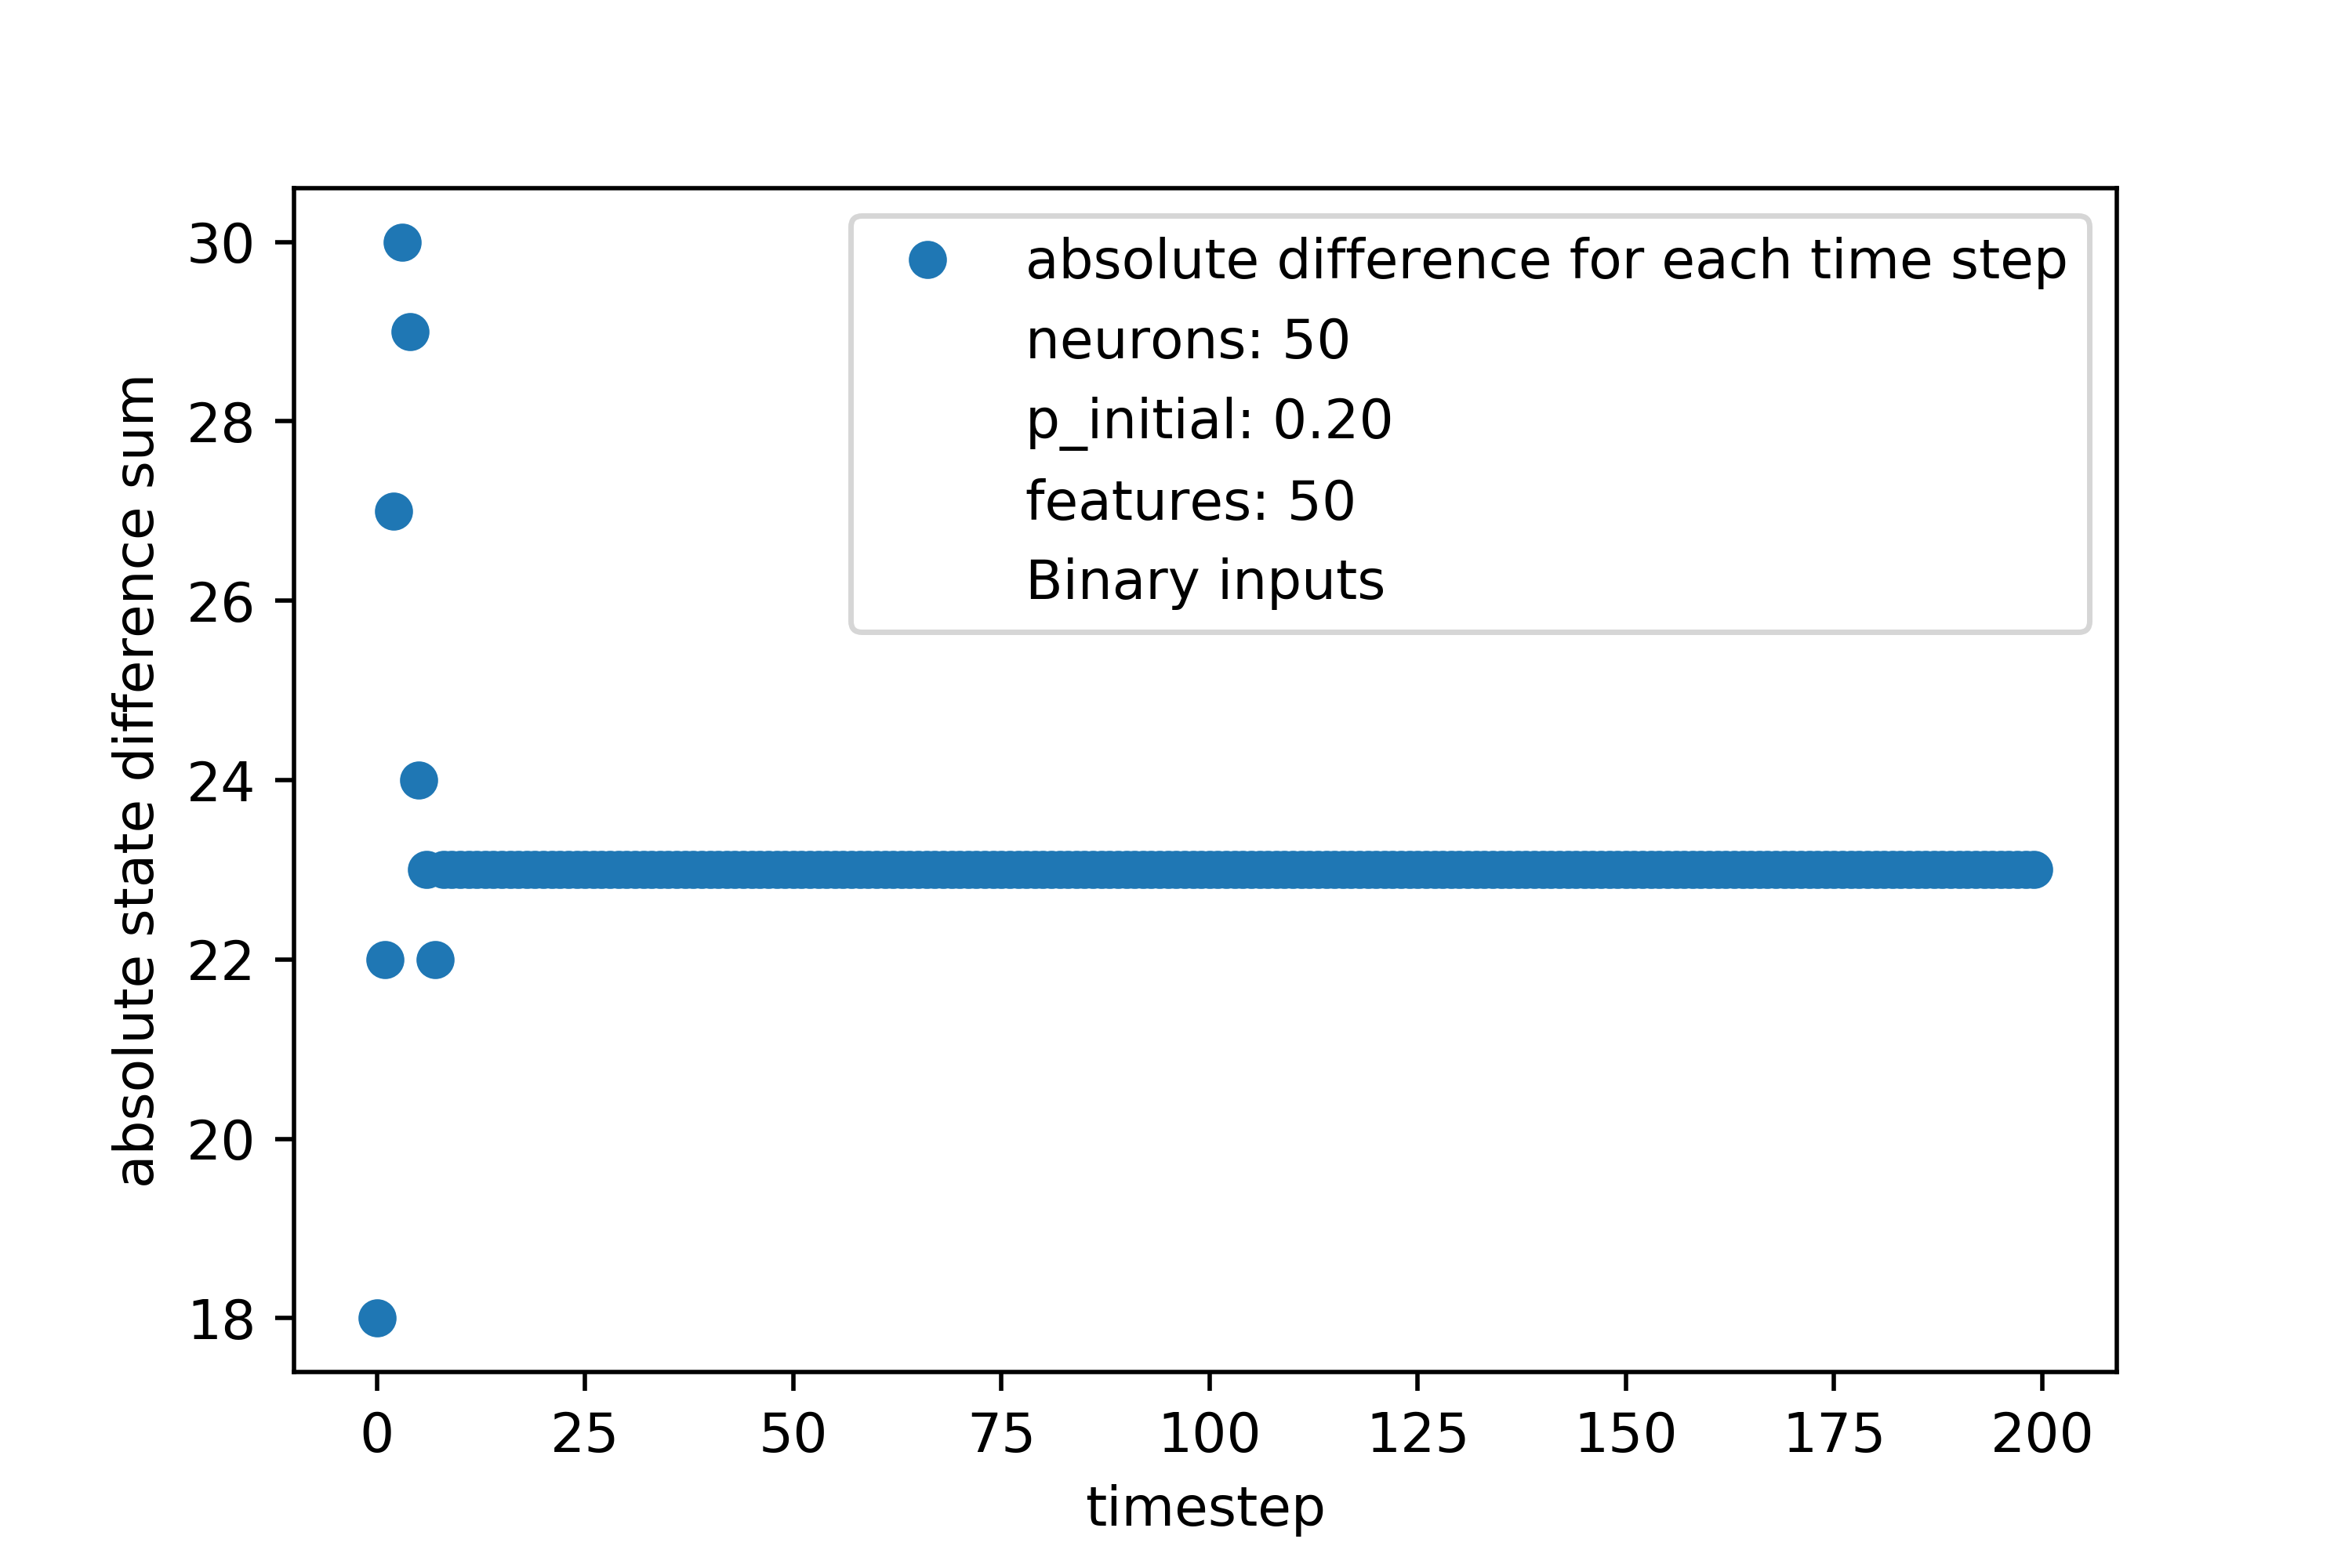 absolute difference for each time step
neurons: 50
p_initial: 0.20
features: 50
Binary inputs
absolute state difference sum
30
28
26
24
22
20
18
0 25 50 75 100 125 150 175 200
timestep